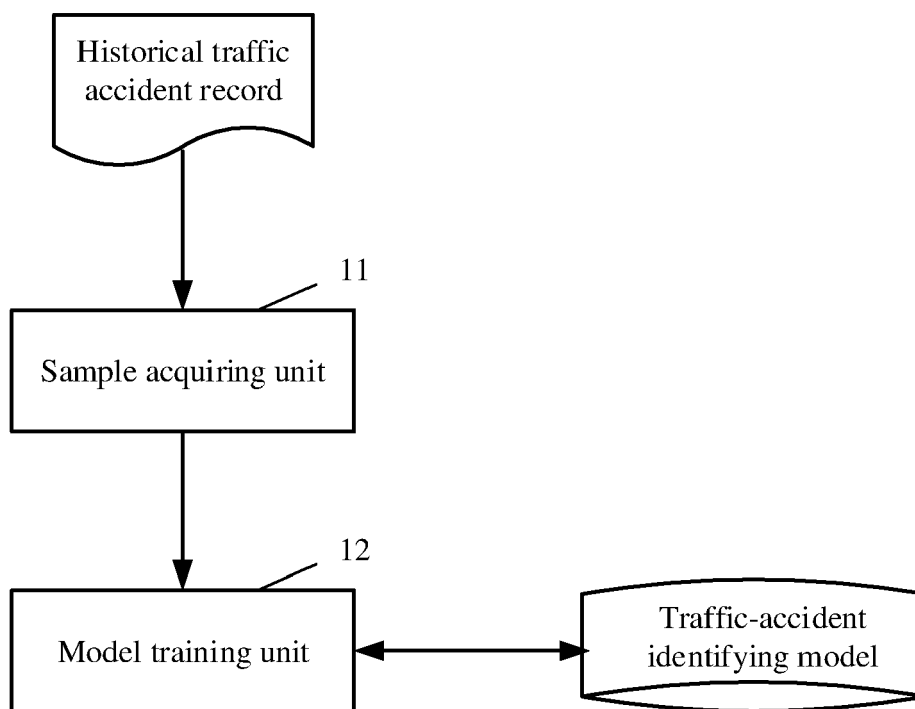 Historical traffic
accident record
11
Sample acquiring unit
12
Model training unit
Traffic-accident
identifying model